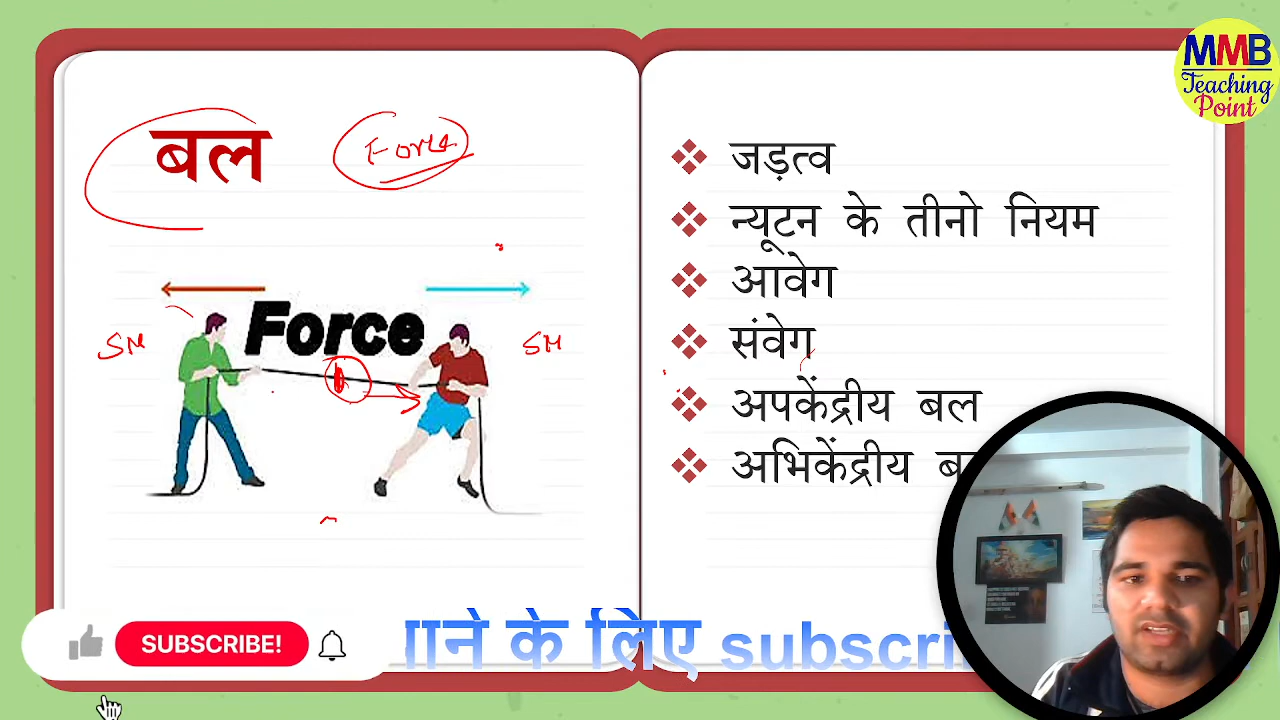 बल
Force
Force
SM
SM
जड़त्व
न्यूटन के तीनो नियम
आवेग
संवेग
अपकेंद्रीय बल
अभिकेंद्रीय
MMB
Teaching
Point
SUBSCRIBE!
के लिए subscri